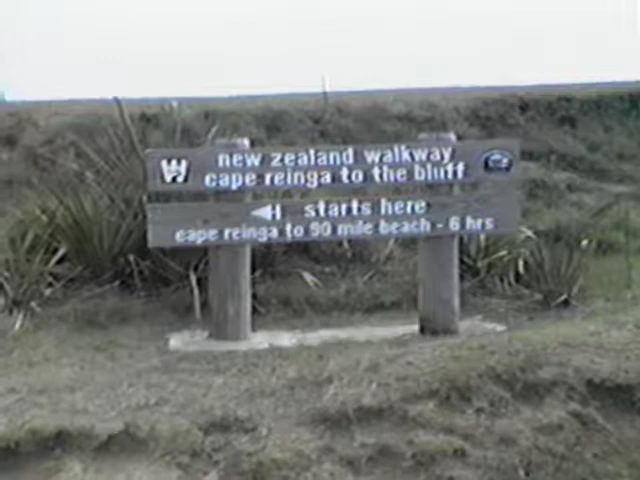 new zealand walkway
cape reinga to the bluff
starts here
cape reinga to 90 mile beach - 6 hrs